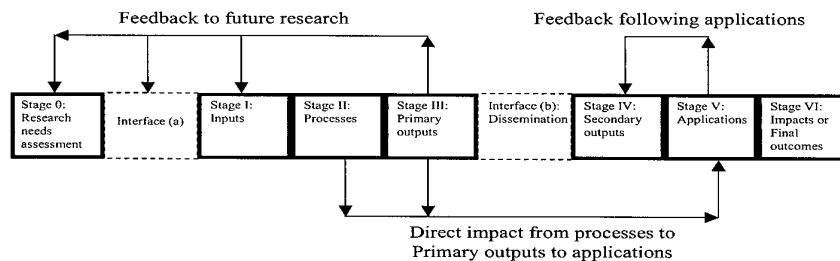 Feedback to future research
Feedback following applications
Stage 0:
Research
needs
assessment
Interface (a)
Stage I:
Inputs
Stage II:
Processes
Stage III:
Primary
outputs
Interface (b):
Dissemination
Stage IV:
Secondary
outputs
Stage V:
Applications
Stage VI:
Impacts or
Final
outcomes
Direct impact from processes to
Primary outputs to applications